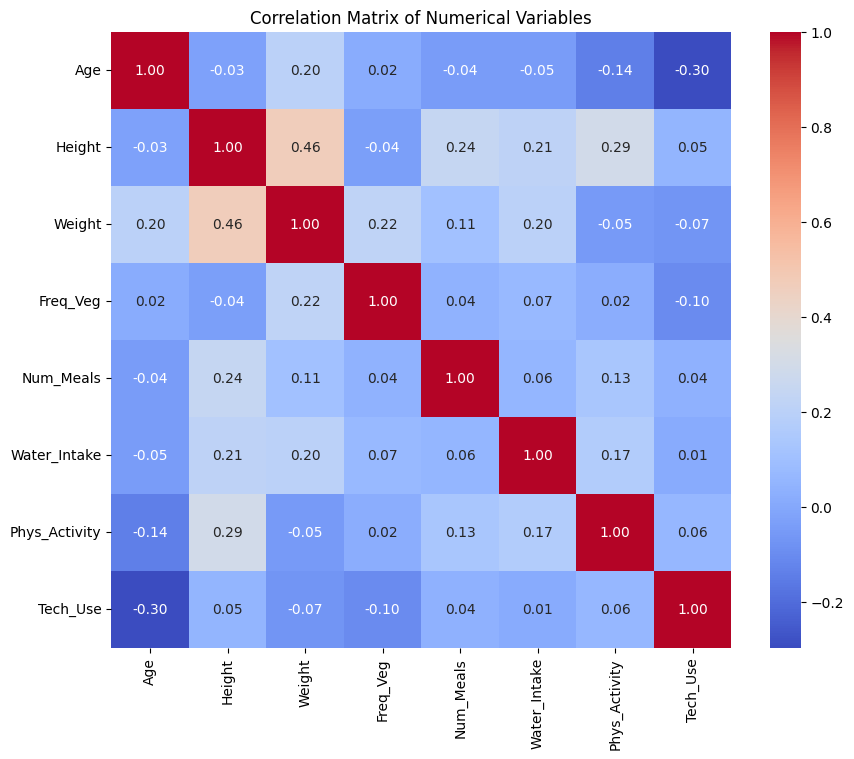 Correlation Matrix of Numerical Variables
Age 1.00 -0.03 0.20 0.02 -0.04 -0.05 -0.14 -0.30
Height -0.03 1.00 0.46 -0.04 0.24 0.21 0.29 0.05
Weight 0.20 0.46 1.00 0.22 0.11 0.20 -0.05 -0.07
Freq_Veg 0.02 -0.04 0.22 1.00 0.04 0.07 0.02 -0.10
Num_Meals -0.04 0.24 0.11 0.04 1.00 0.06 0.13 0.04
Water_Intake -0.05 0.21 0.20 0.07 0.06 1.00 0.17 0.01
Phys_Activity -0.14 0.29 -0.05 0.02 0.13 0.17 1.00 0.06
Tech_Use -0.30 0.05 -0.07 -0.10 0.04 0.01 0.06 1.00
Age
Height
Weight
Freq_Veg
Num_Meals
Water_Intake
Phys_Activity
Tech_Use
1.0
0.8
0.6
0.4
0.2
0.0
−0.2